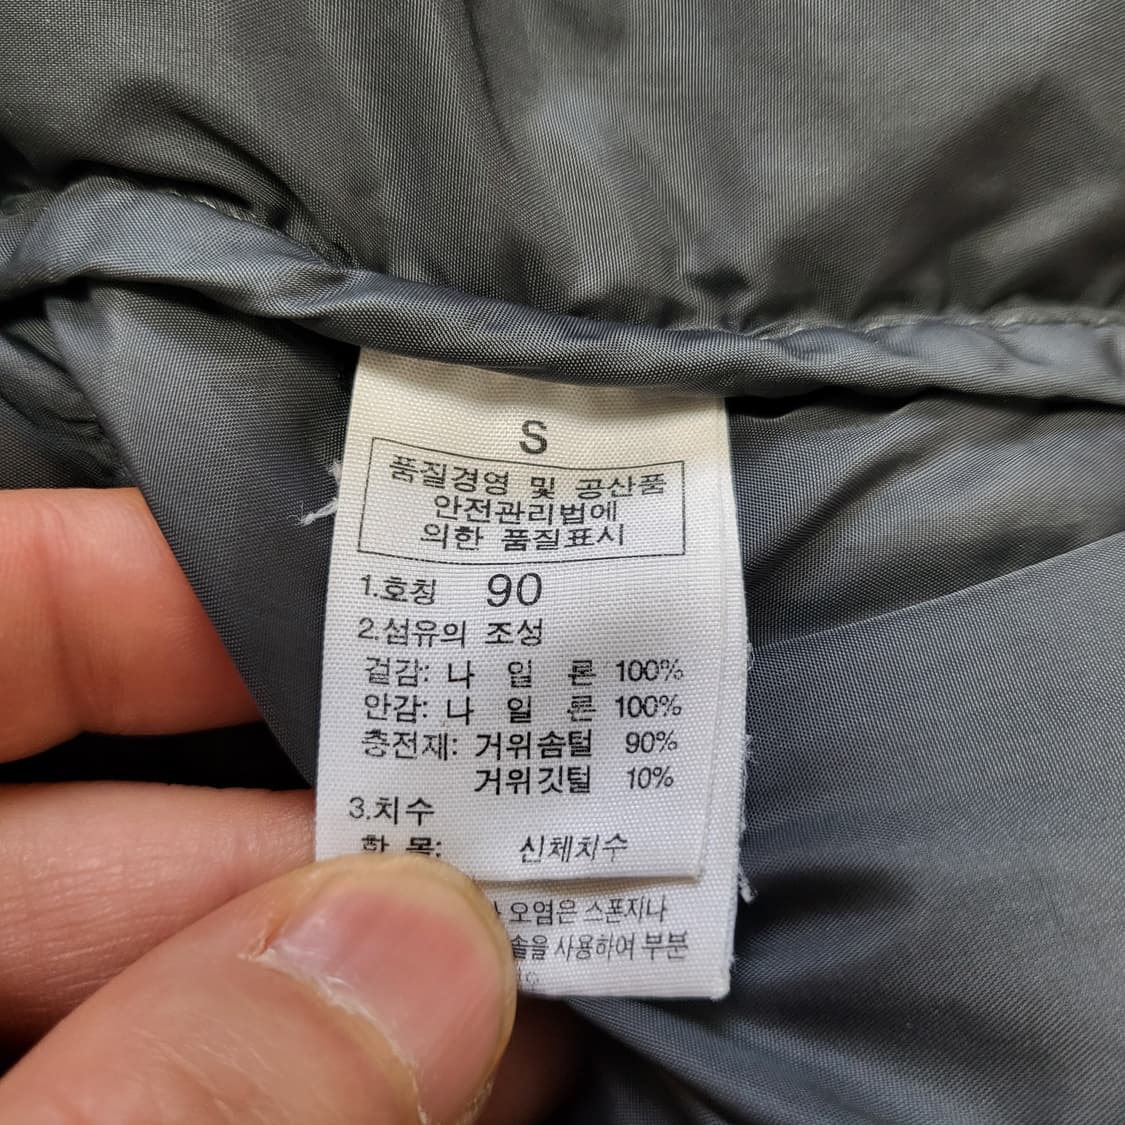 S
품질경영 및 공산품
안전관리법에
의한 품질표시
1.호칭 90
2.섬유의 조성
겉감: 나 일 론 100%
안감: 나 일 론 100%
충전재: 거위솜털 90%
거위깃털 10%
3.치수
항 목: 신체치수
오염은 스폰지나
솔을 사용하여 부분